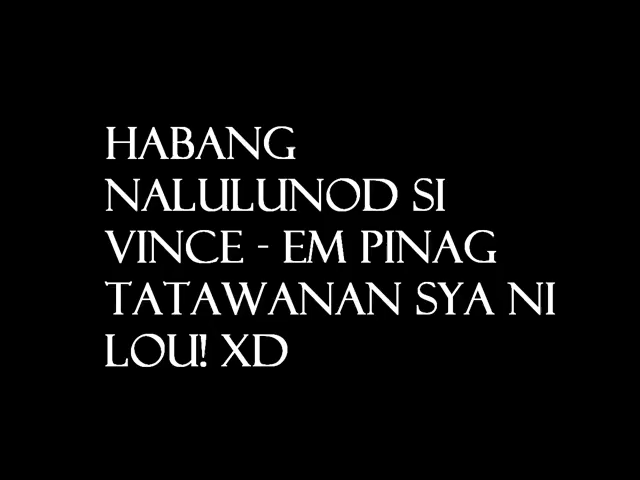 HABANG
NALULUNOD SI
VINCE - EM PINAG
TATAWANAN SYA NI
LOU! XD